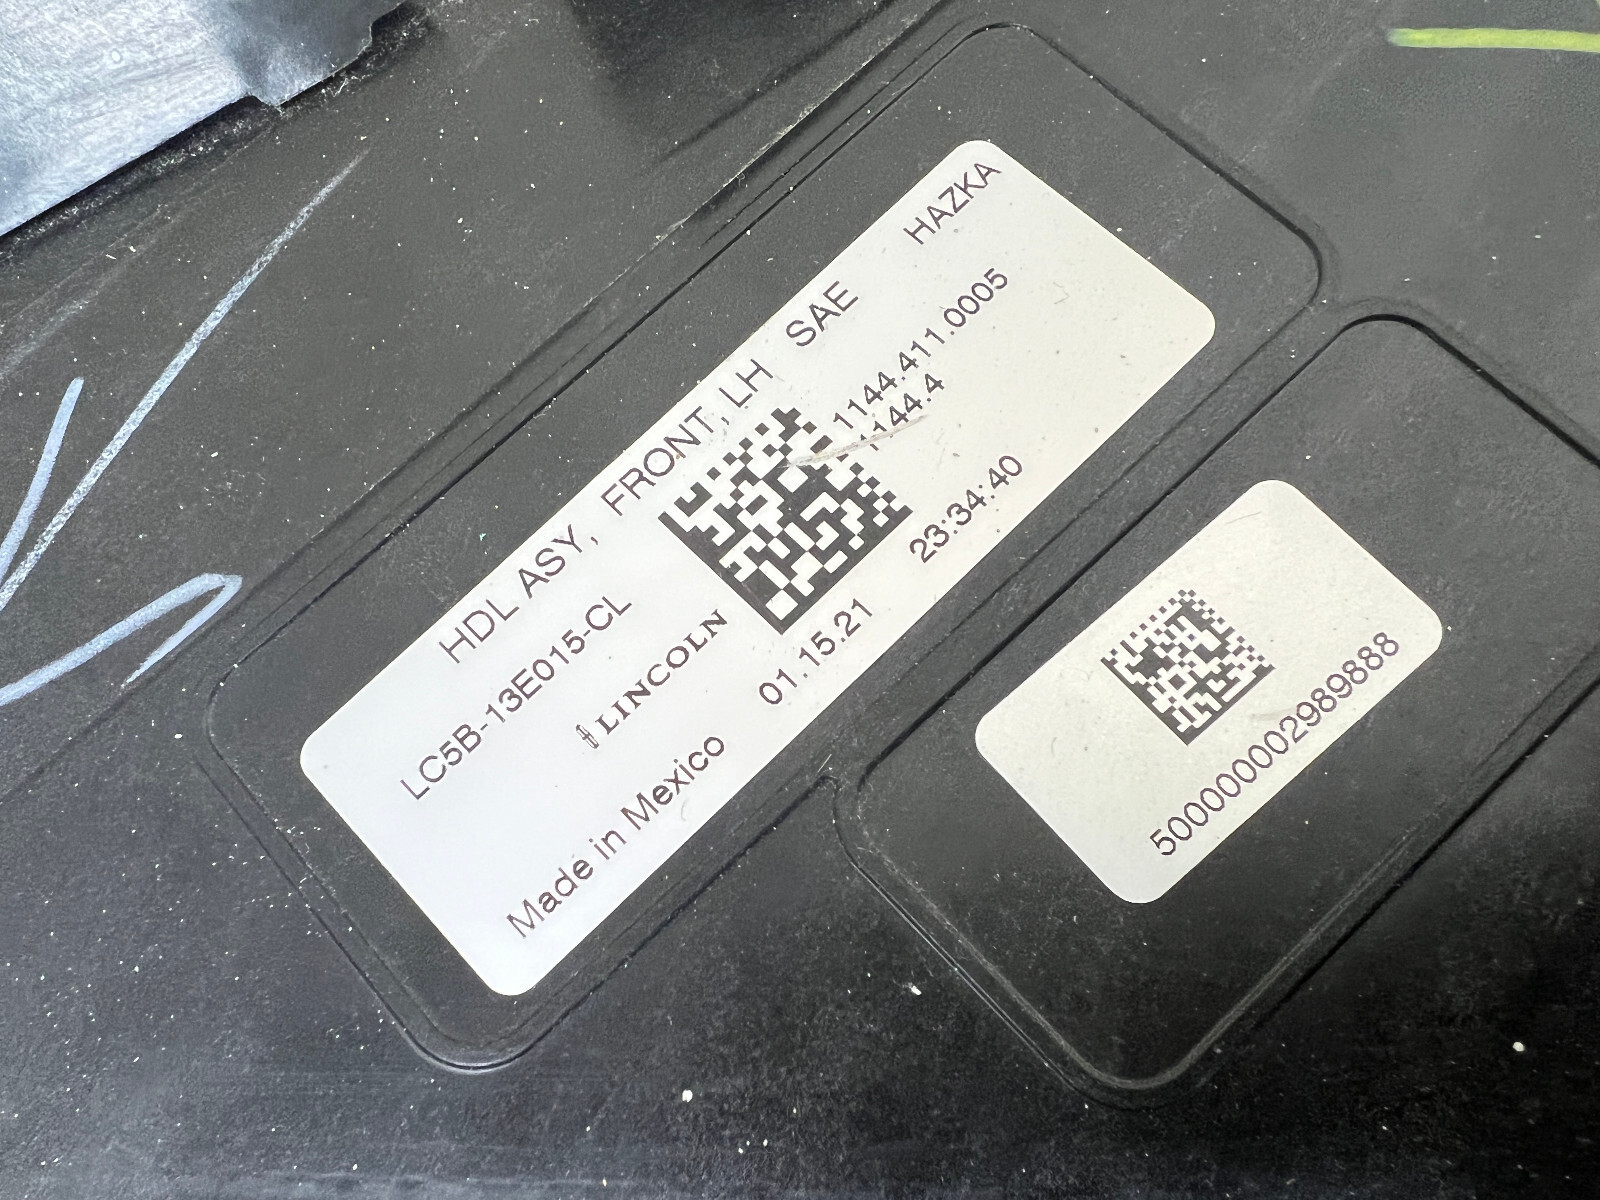 HDL ASY, FRONT, LH SAE HAZKA
LC5B-13E015-CL
1144.411.0005
1144.4
LINCOLN
Made in Mexico
01.15.21 23:34:40
5000000002989888